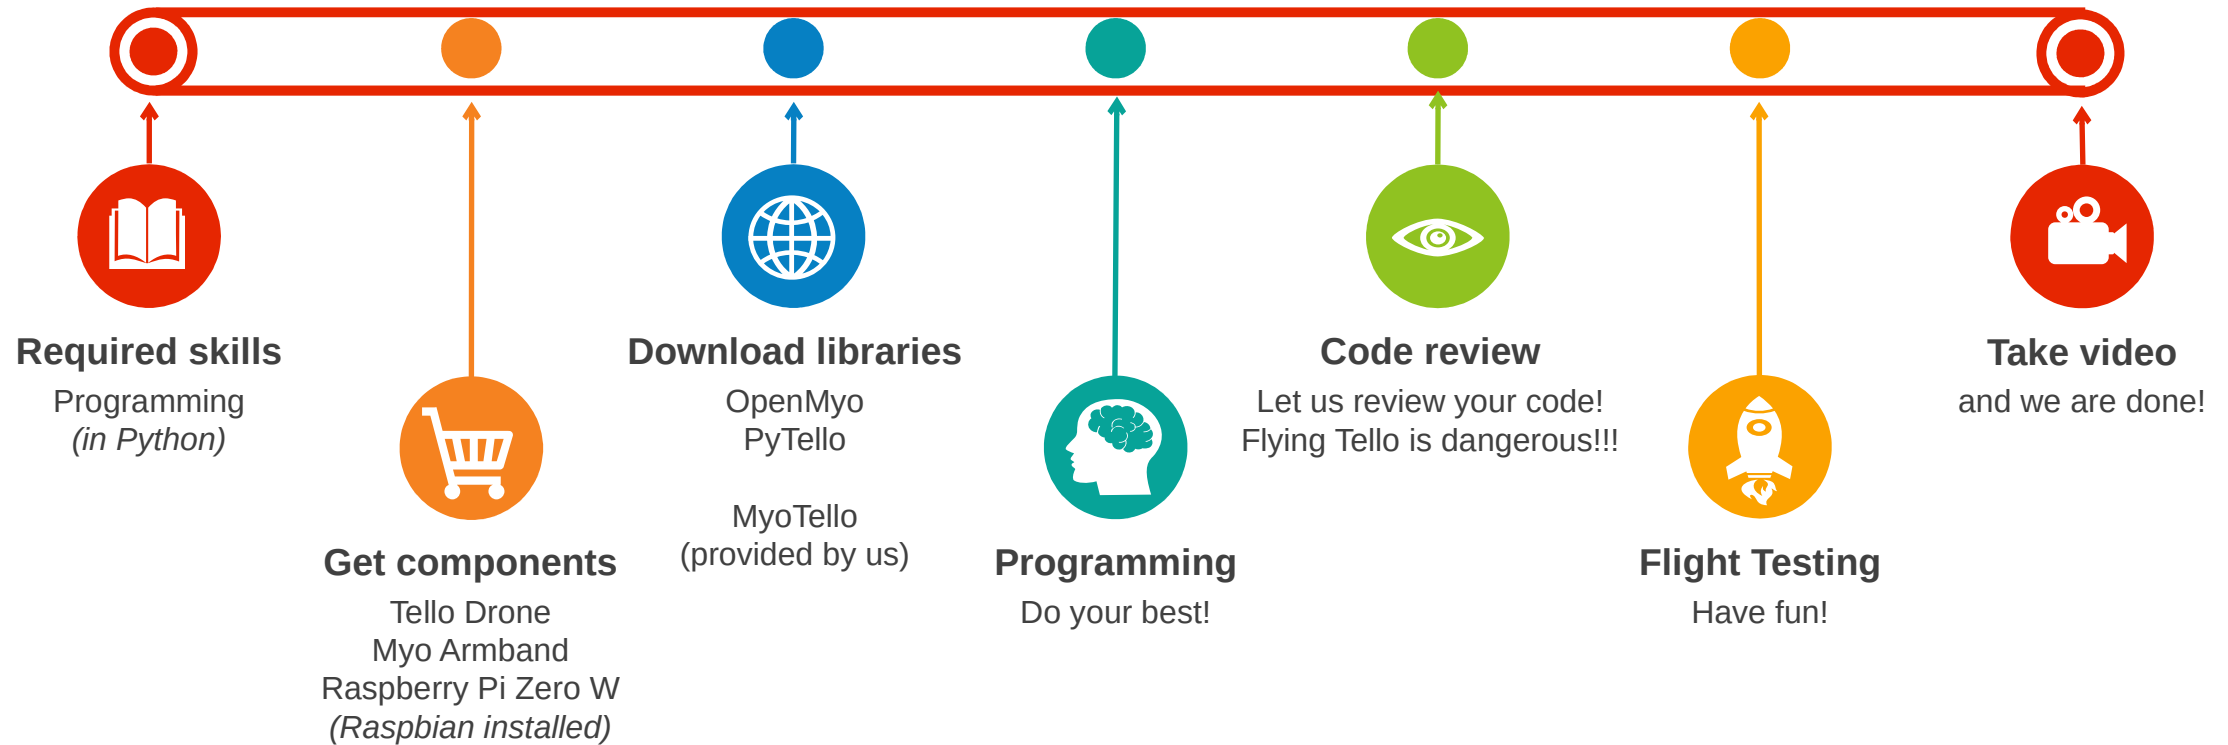 Required skills
Programming
(in Python)
Get components
Tello Drone
Myo Armband
Raspberry Pi Zero W
(Raspbian installed)
Download libraries
OpenMyo
PyTello
MyoTello
(provided by us)
Programming
Do your best!
Code review
Let us review your code!
Flying Tello is dangerous!!!
Flight Testing
Have fun!
Take video
and we are done!